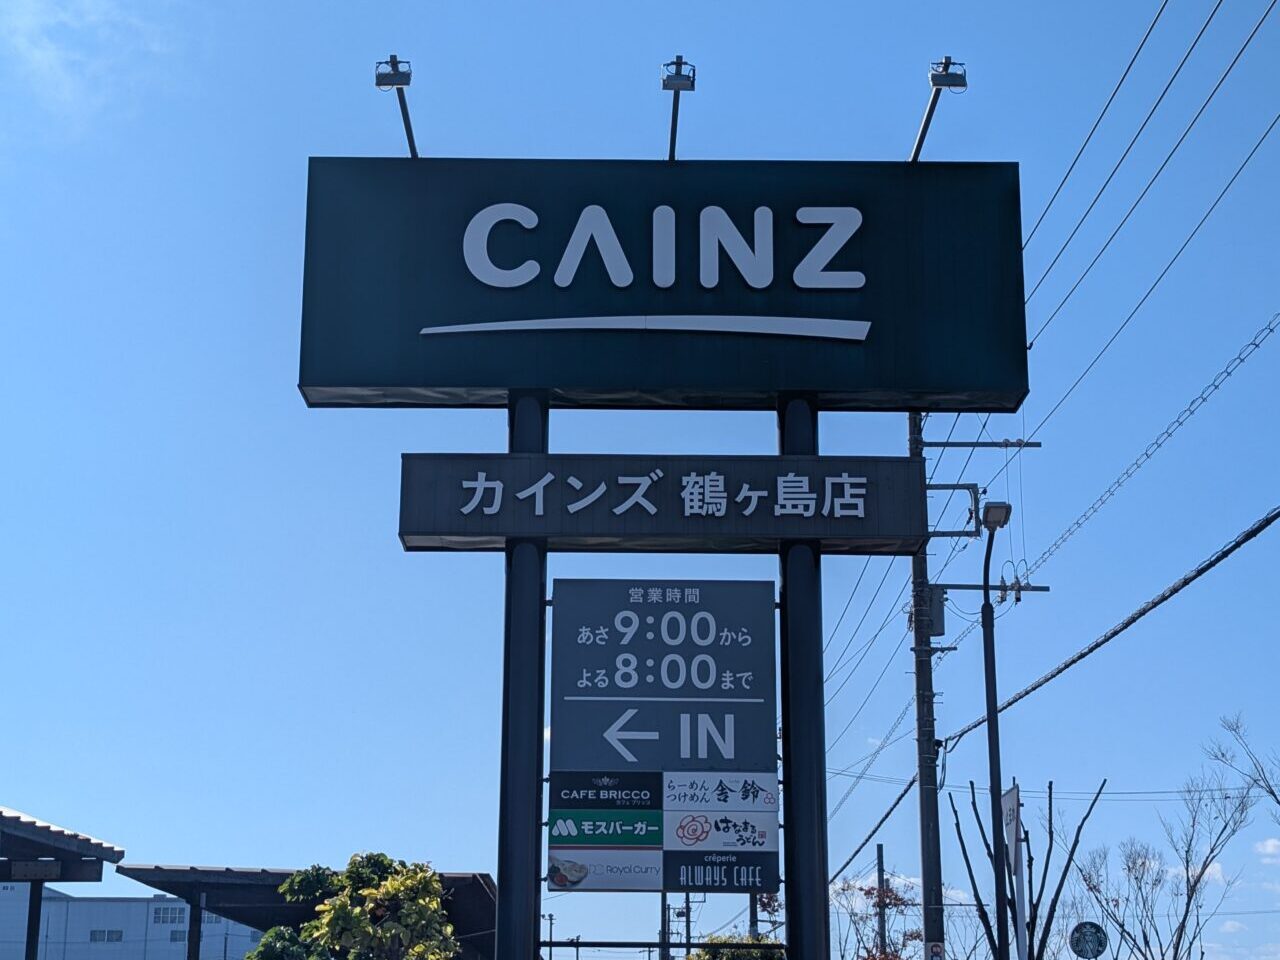 CAINZ
カインズ 鶴ヶ島店
営業時間
あさ9:00から
よる8:00まで
← IN
CAFE BRICCO
カフェ ブリッコ
らーめん
つけめん 舎鈴
モスバーガー
はなまる
うどん
RC Royal Curry
crêperie
ALWAYS CAFE